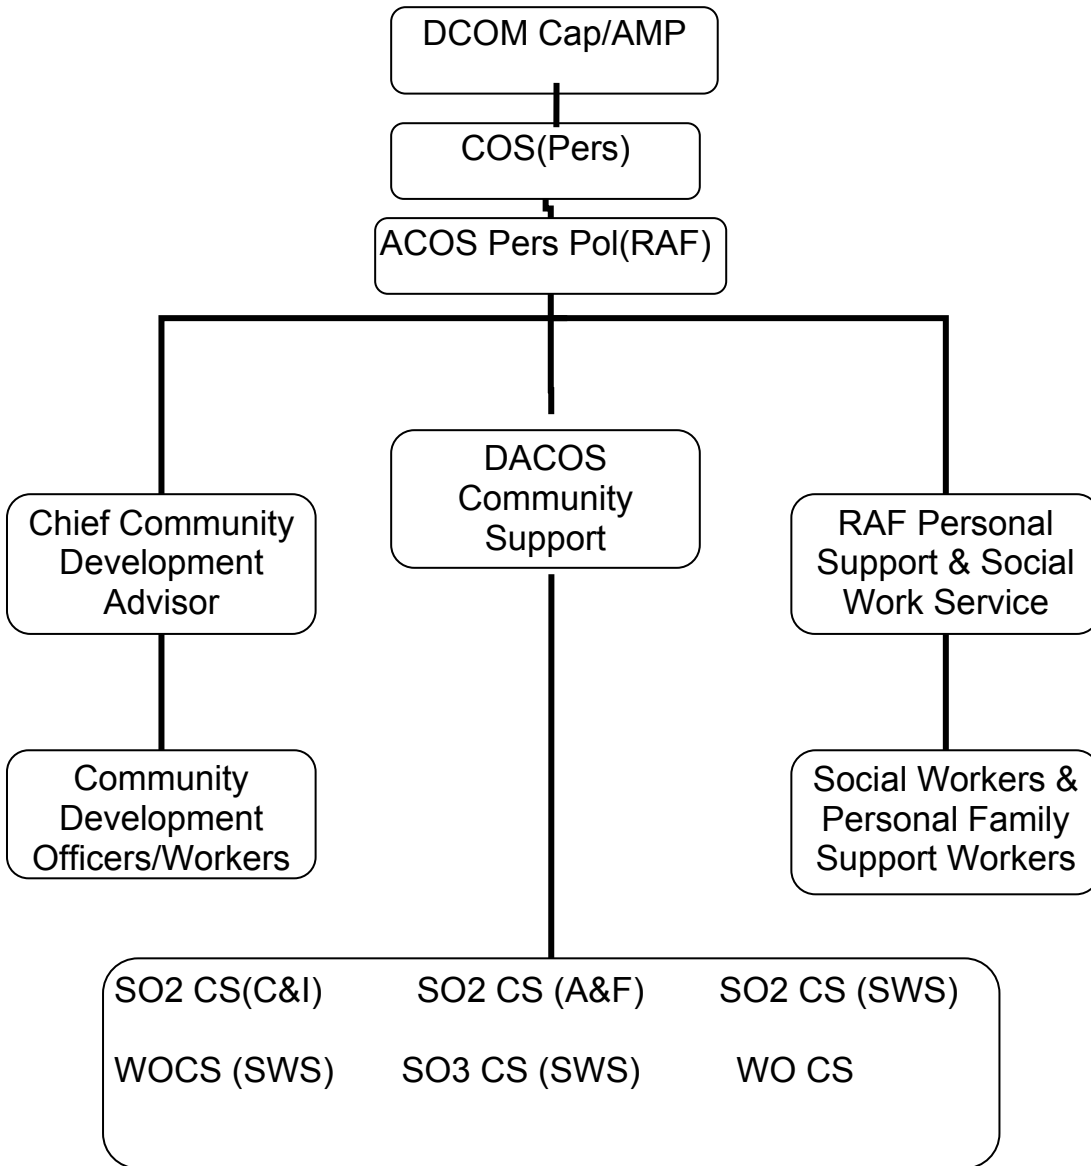 DCOM Cap/AMP
COS(Pers)
ACOS Pers Pol(RAF)
DACOS
Community
Support
Chief Community
Development
Advisor
RAF Personal
Support & Social
Work Service
Community
Development
Officers/Workers
Social Workers &
Personal Family
Support Workers
SO2 CS(C&I) SO2 CS (A&F) SO2 CS (SWS)
WOCS (SWS) SO3 CS (SWS) WO CS